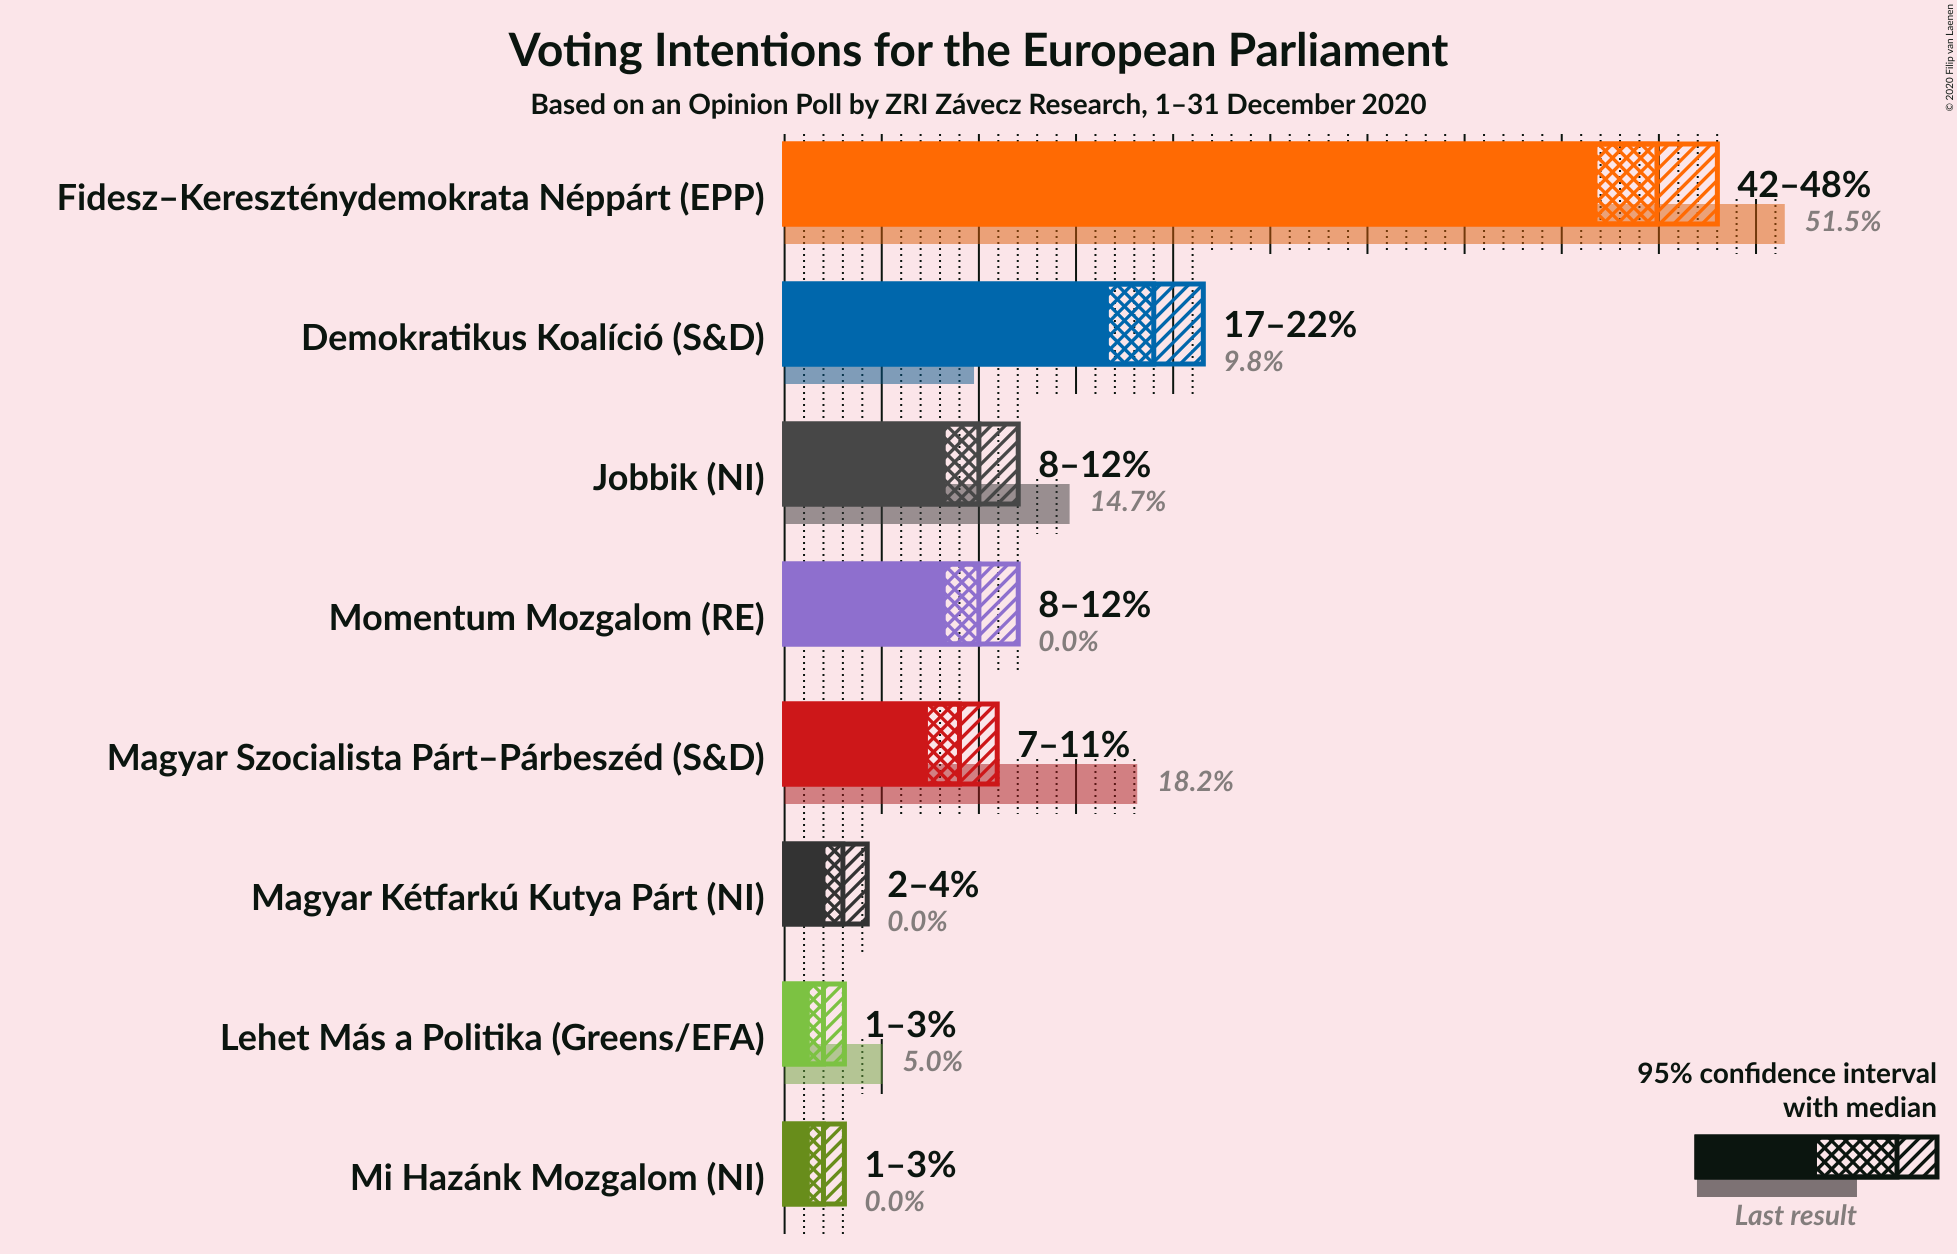 Voting Intentions for the European Parliament
Based on an Opinion Poll by ZRI Závecz Research, 1–31 December 2020
© 2020 Filip van Laenen
Fidesz–Kereszténydemokrata Néppárt (EPP)
42–48%
51.5%
Demokratikus Koalíció (S&D)
17–22%
9.8%
Jobbik (NI)
8–12%
14.7%
Momentum Mozgalom (RE)
8–12%
0.0%
Magyar Szocialista Párt–Párbeszéd (S&D)
7–11%
18.2%
Magyar Kétfarkú Kutya Párt (NI)
2–4%
0.0%
Lehet Más a Politika (Greens/EFA)
1–3%
5.0%
Mi Hazánk Mozgalom (NI)
1–3%
0.0%
95% confidence interval
with median
Last result